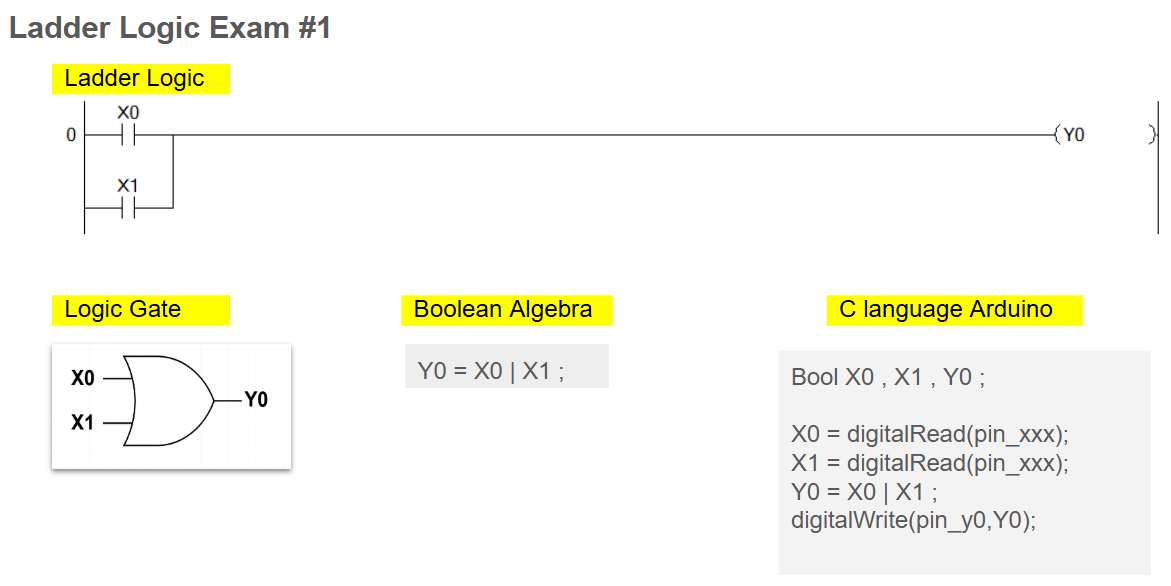 Ladder Logic Exam #1
Ladder Logic
X0
0
Y0
X1
Logic Gate
Boolean Algebra
C language Arduino
X0
X1
Y0
Y0 = X0 | X1 ;
Bool X0 , X1 , Y0 ;
X0 = digitalRead(pin_xxx);
X1 = digitalRead(pin_xxx);
Y0 = X0 | X1 ;
digitalWrite(pin_y0,Y0);